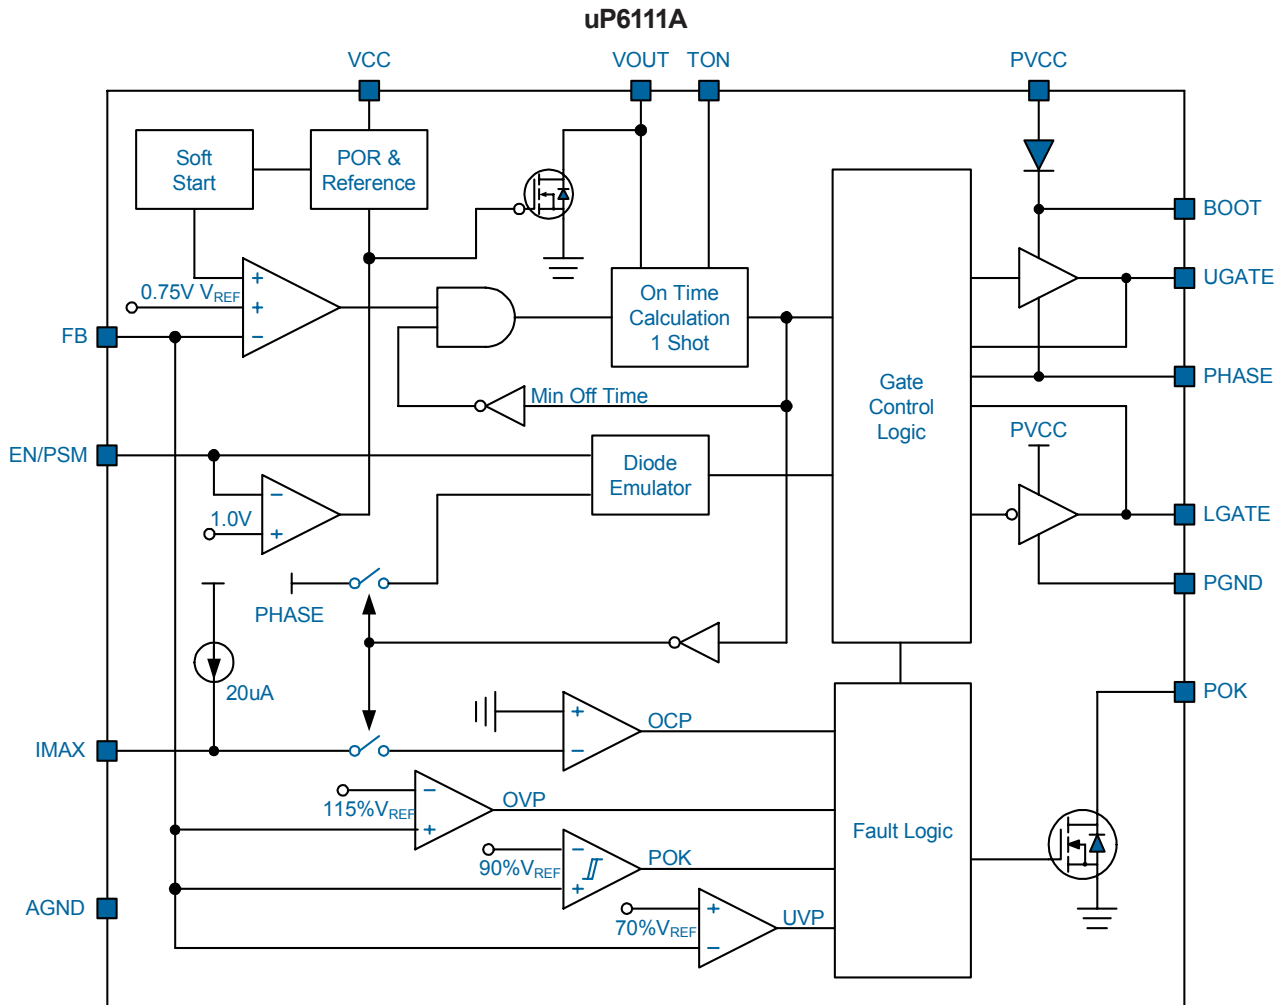 uP6111A
VCC
VOUT
TON
PVCC
Soft
Start
POR &
Reference
BOOT
0.75V VREF
+
+
−
On Time
Calculation
1 Shot
UGATE
FB
PHASE
Gate
Control
Logic
Min Off Time
PVCC
EN/PSM
Diode
Emulator
−
1.0V
+
LGATE
PHASE
PGND
20uA
POK
+
OCP
IMAX
−
−
OVP
115%VREF
+
Fault Logic
−
POK
90%VREF
+
AGND
+
UVP
70%VREF
−